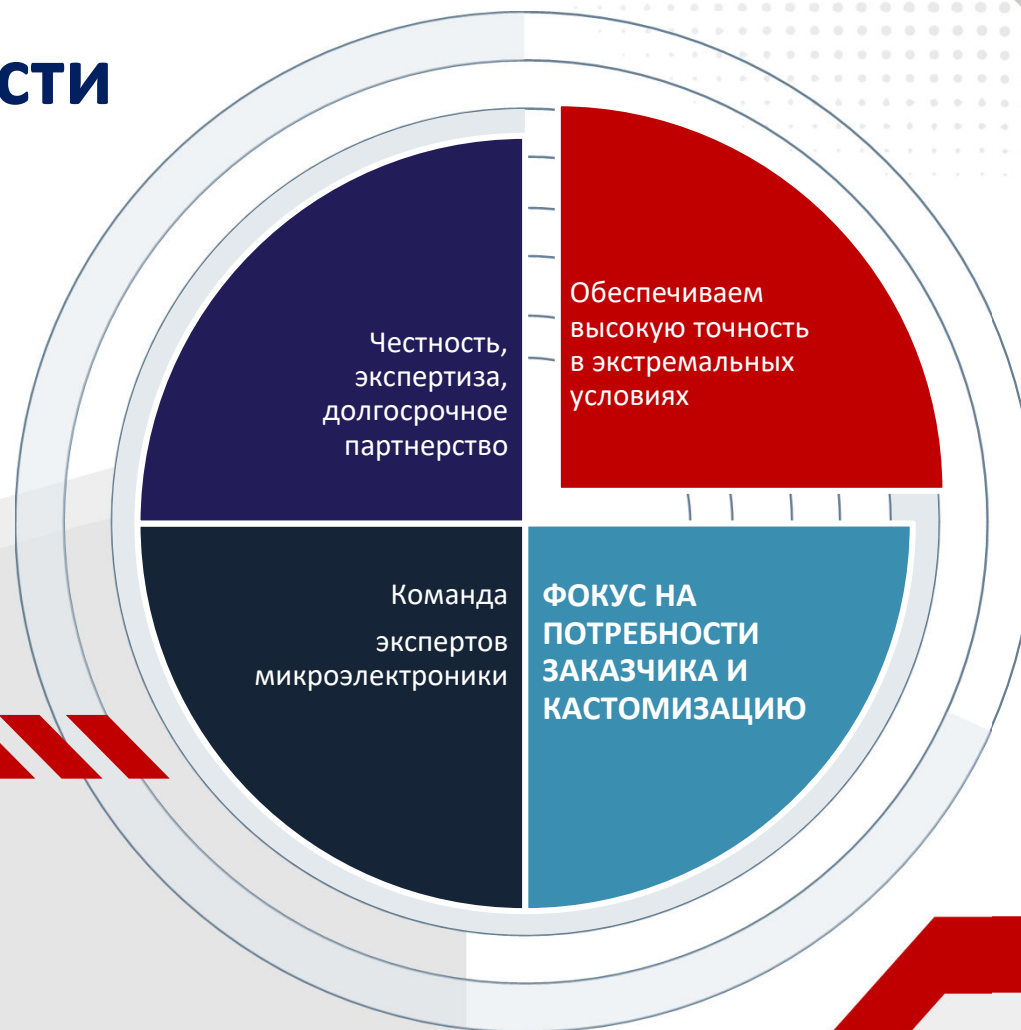 сти
Обеспечиваем
высокую точность
в экстремальных
условиях
Честность,
экспертиза,
долгосрочное
партнерство
Команда
экспертов
микроэлектроники
ФОКУС НА
ПОТРЕБНОСТИ
ЗАКАЗЧИКА И
КАСТОМИЗАЦИЮ